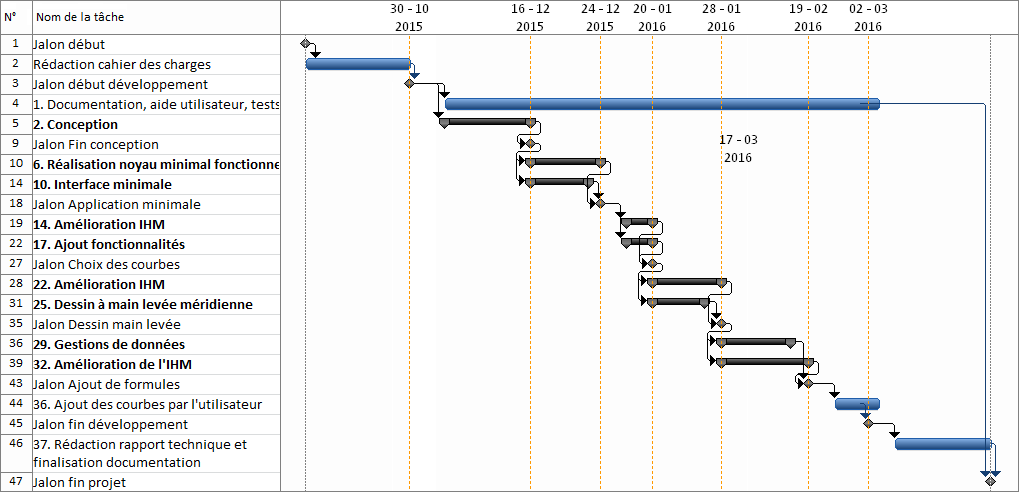 N° Nom de la tâche
30 - 10 16 - 12 24 - 12 20 - 01 28 - 01 19 - 02 02 - 03
2015 2015 2015 2016 2016 2016 2016
1 Jalon début
2 Rédaction cahier des charges
3 Jalon début développement
4 1. Documentation, aide utilisateur, tests
5 2. Conception
9 Jalon Fin conception
17 - 03
2016
10 6. Réalisation noyau minimal fonctionne
14 10. Interface minimale
18 Jalon Application minimale
19 14. Amélioration IHM
22 17. Ajout fonctionnalités
27 Jalon Choix des courbes
28 22. Amélioration IHM
31 25. Dessin à main levée méridienne
35 Jalon Dessin main levée
36 29. Gestions de données
39 32. Amélioration de l'IHM
43 Jalon Ajout de formules
44 36. Ajout des courbes par l'utilisateur
45 Jalon fin développement
46 37. Rédaction rapport technique et
finalisation documentation
47 Jalon fin projet